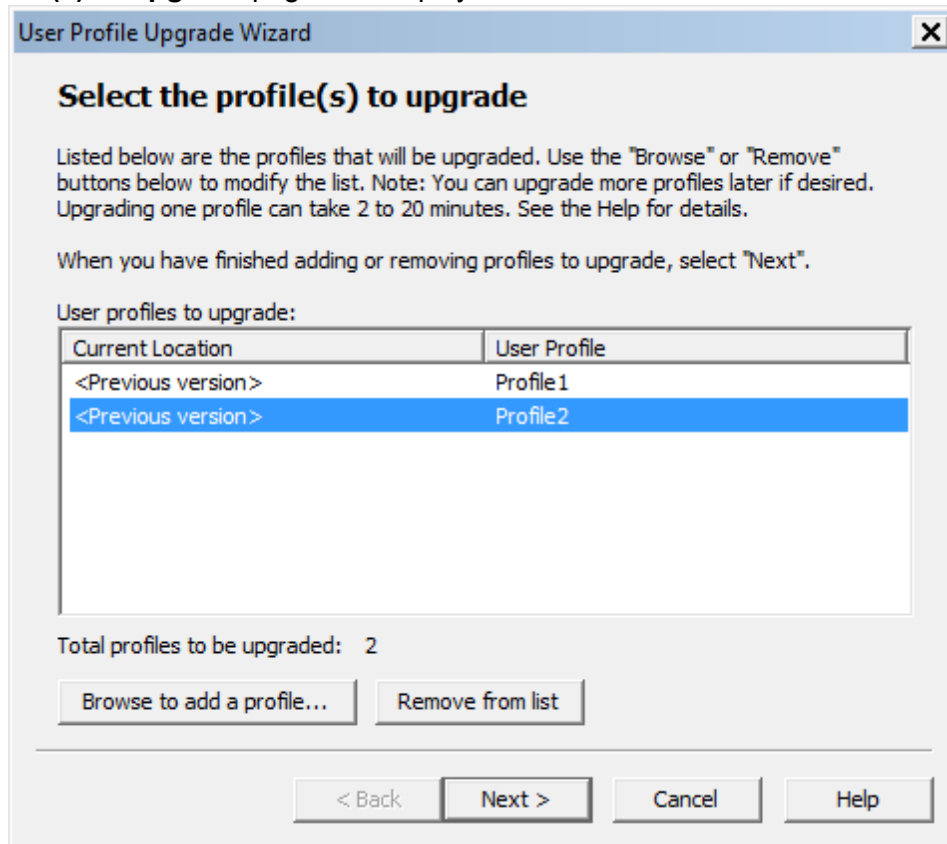 User Profile Upgrade Wizard
Select the profile(s) to upgrade
Listed below are the profiles that will be upgraded. Use the "Browse" or "Remove"
buttons below to modify the list. Note: You can upgrade more profiles later if desired.
Upgrading one profile can take 2 to 20 minutes. See the Help for details.
When you have finished adding or removing profiles to upgrade, select "Next".
User profiles to upgrade:
Current Location User Profile
<Previous version> Profile1
<Previous version> Profile2
Total profiles to be upgraded: 2
Browse to add a profile... Remove from list
< Back Next > Cancel Help